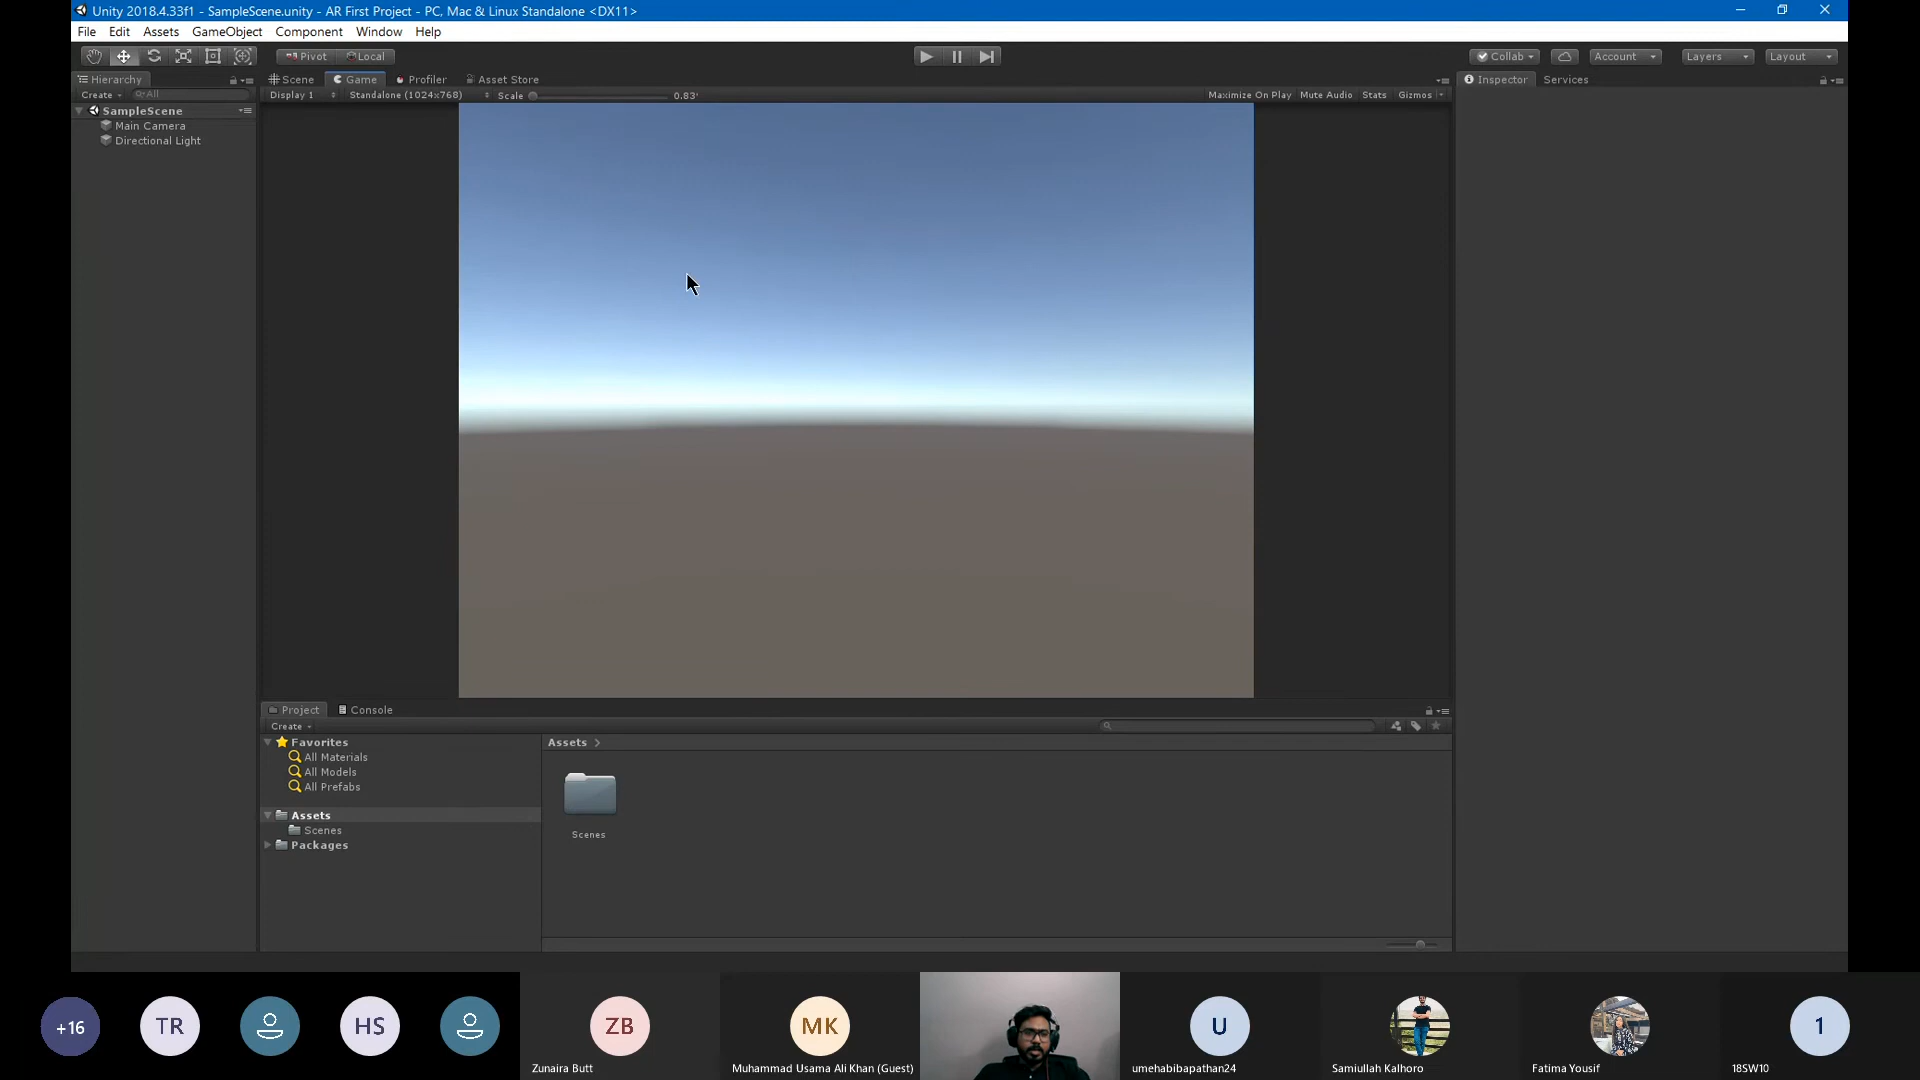 Unity 2018.4.33f1 - SampleScene.unity - AR First Project - PC, Mac & Linux Standalone <DX11>
File Edit Assets GameObject Component Window Help
Pivot Local Collab Account Layers Layout
Hierarchy Scene Game Profiler Asset Store Inspector Services
Create All Display 1 Standalone (1024x768) Scale 0.83 Maximize On Play Mute Audio Stats Gizmos
SampleScene
Main Camera
Directional Light
Project Console
Create
Favorites Assets
All Materials
All Models
All Prefabs
Assets
Scenes Scenes
Packages
+16 TR HS ZB MK U 1
Zunaira Butt Muhammad Usama Ali Khan (Guest) umehabibapathan24 Samiullah Kalhoro Fatima Yousif 18SW10